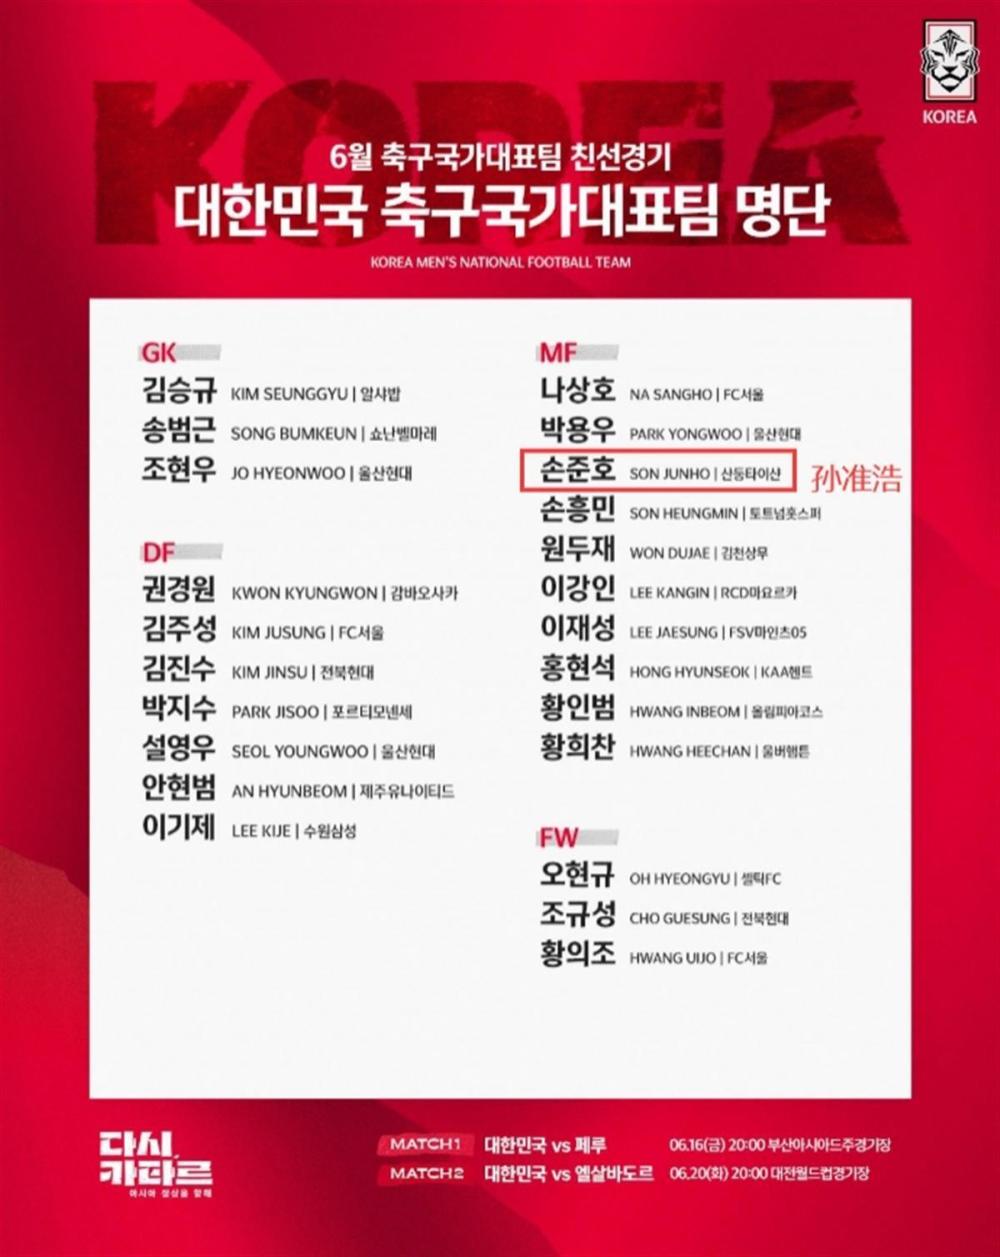 KOREA
KOREA
6월 축구국가대표팀 친선경기
대한민국 축구국가대표팀 명단
KOREA MEN'S NATIONAL FOOTBALL TEAM
GK
김승규 KIM SEUNGGYU | 알샤밥
송범근 SONG BUMKEUN | 쇼난벨마레
조현우 JO HYEONWOO | 울산현대
DF
권경원 KWON KYUNGWON | 감바오사카
김주성 KIM JUSUNG | FC서울
김진수 KIM JINSU | 전북현대
박지수 PARK JISOO | 포르티모넨세
설영우 SEOL YOUNGWOO | 울산현대
안현범 AN HYUNBEOM | 제주유나이티드
이기제 LEE KIJE | 수원삼성
MF
나상호 NA SANGHO | FC서울
박용우 PARK YONGWOO | 울산현대
손준호 SON JUNHO | 산둥타이샨 孙准浩
손흥민 SON HEUNGMIN | 토트넘홋스퍼
원두재 WON DUJAE | 김천상무
이강인 LEE KANGIN | RCD마요르카
이재성 LEE JAESUNG | FSV마인츠05
홍현석 HONG HYUNSEOK | KAA헨트
황인범 HWANG INBEOM | 올림피아코스
황희찬 HWANG HEECHAN | 울버햄튼
FW
오현규 OH HYEONGYU | 셀틱FC
조규성 CHO GUESUNG | 전북현대
황의조 HWANG UIJO | FC서울
다시,
카타르
아시아 정상을 향해
MATCH1 대한민국 vs 페루 06.16(금) 20:00 부산아시아드주경기장
MATCH2 대한민국 vs 엘살바도르 06.20(화) 20:00 대전월드컵경기장